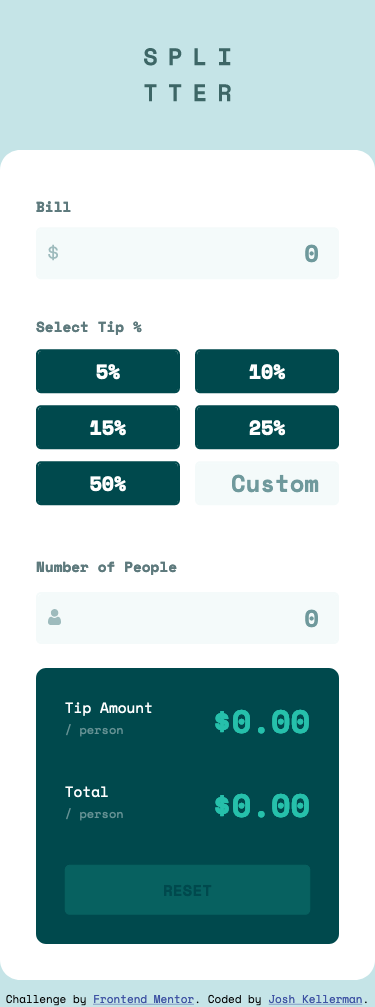 SPLI
TTER
Bill
$ 0
Select Tip %
5% 10%
15% 25%
50% Custom
Number of People
0
Tip Amount
/ person
$0.00
Total
/ person
$0.00
RESET
Challenge by Frontend Mentor. Coded by Josh Kellerman.